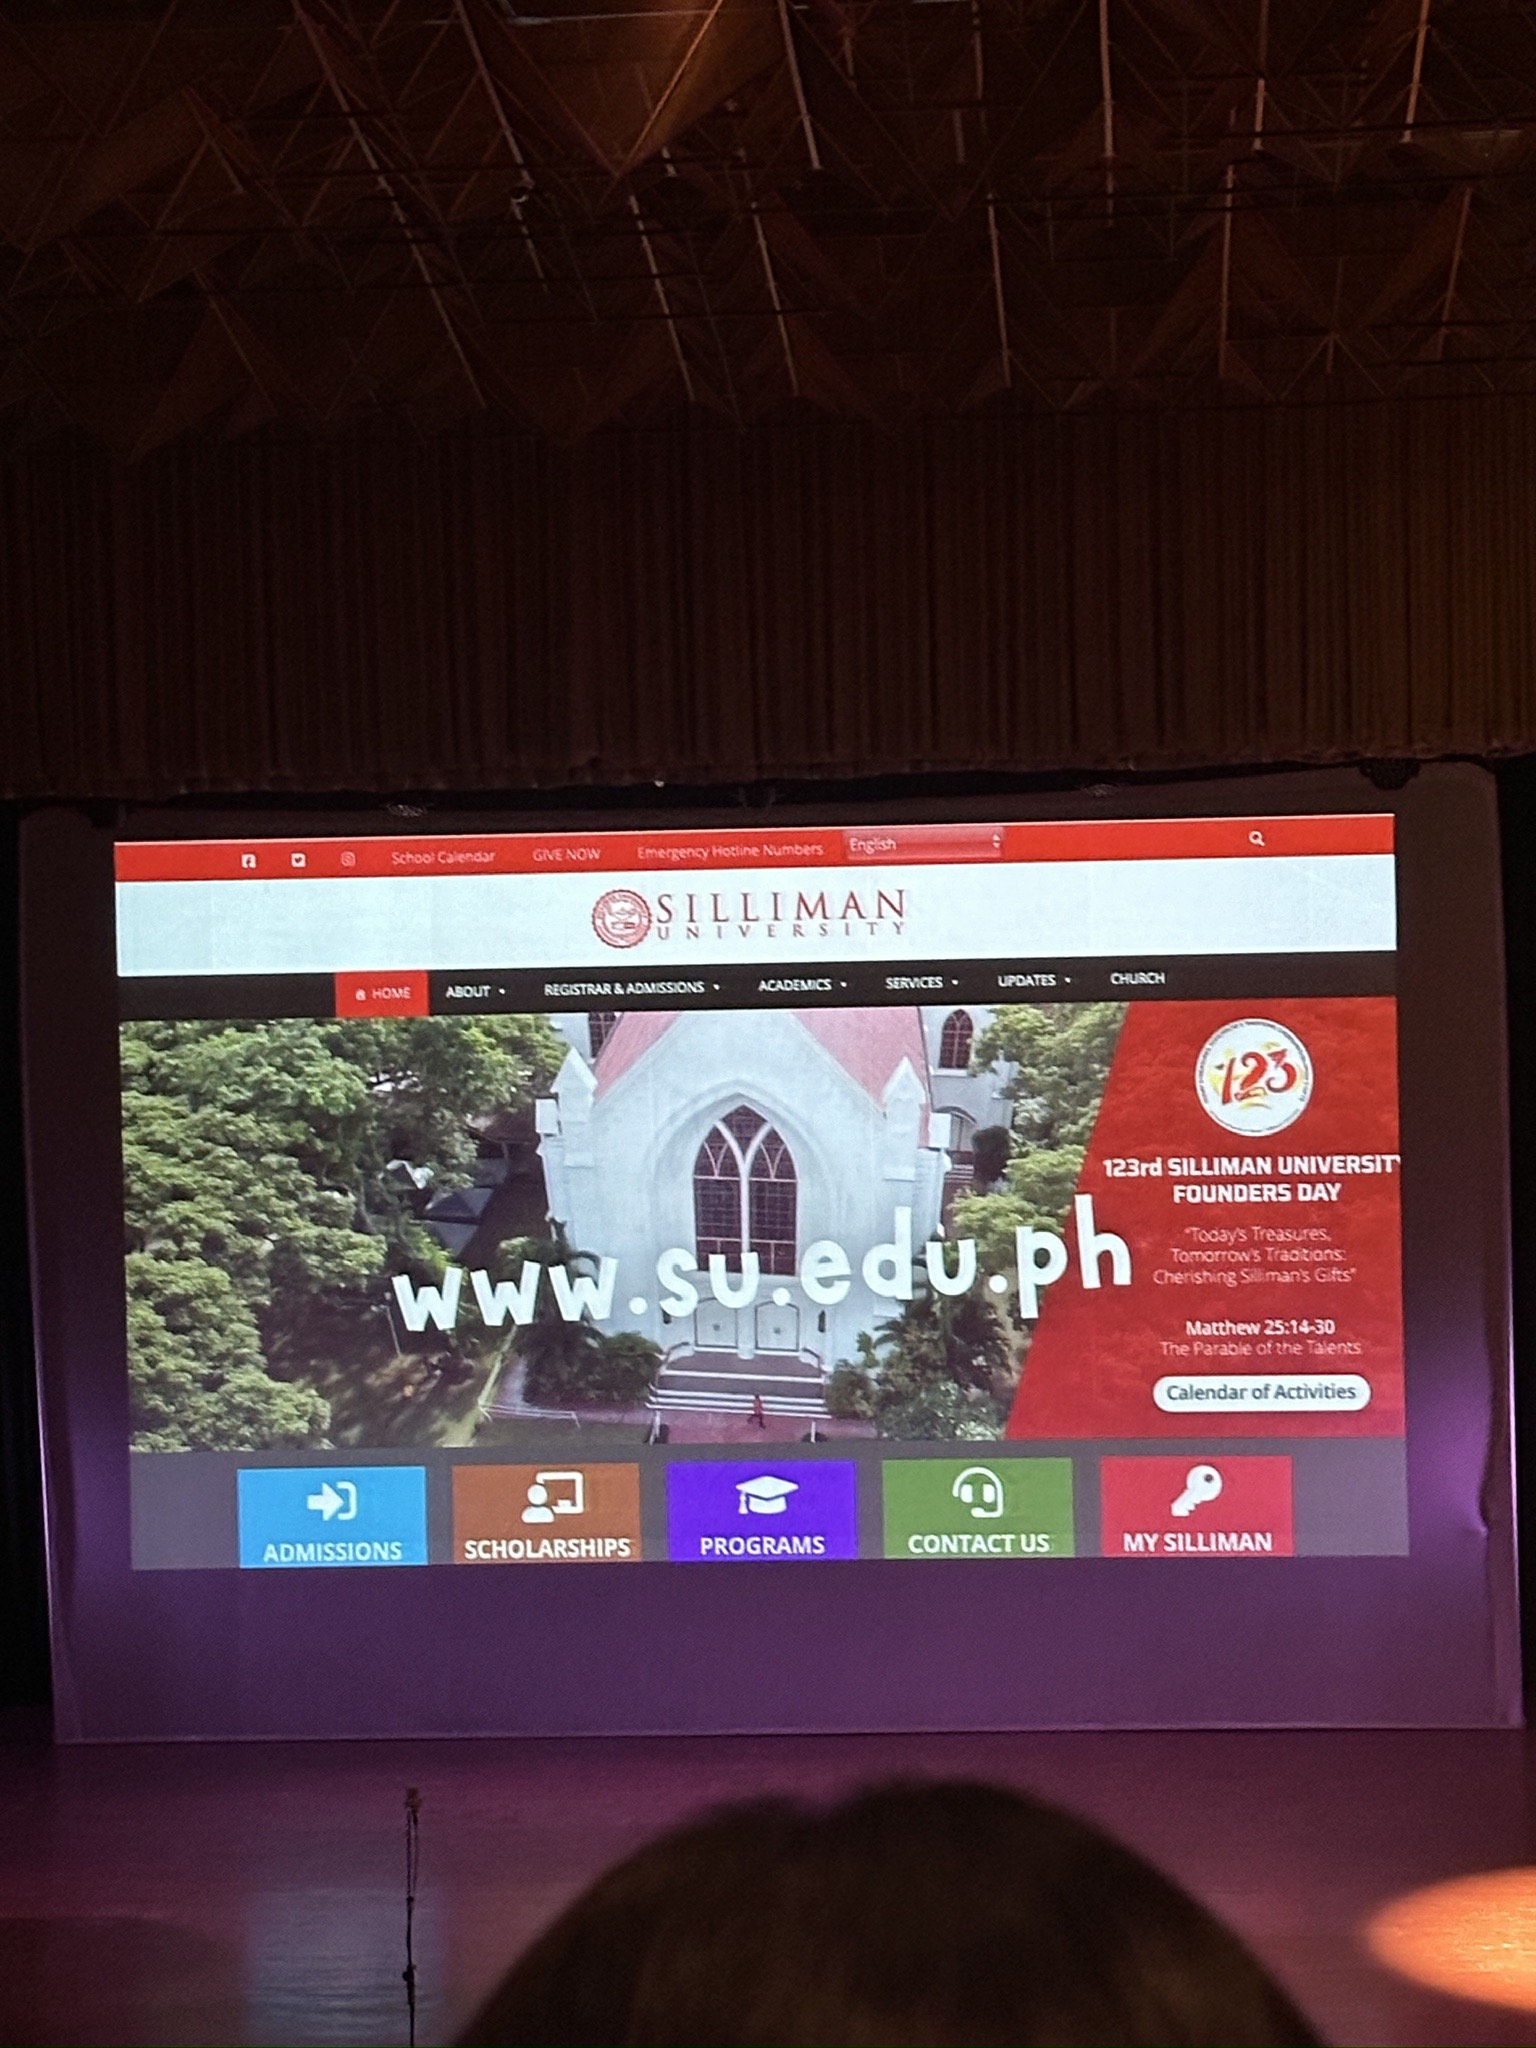 School Calendar GIVE NOW Emergency Hotline Numbers English
SILLIMAN
UNIVERSITY
HOME ABOUT REGISTRAR & ADMISSIONS ACADEMICS SERVICES UPDATES CHURCH
123
123rd SILLIMAN UNIVERSITY
FOUNDERS DAY
"Today's Treasures,
Tomorrow's Traditions:
Cherishing Silliman's Gifts"
www.su.edu.ph
Matthew 25:14-30
The Parable of the Talents
Calendar of Activities
ADMISSIONS SCHOLARSHIPS PROGRAMS CONTACT US MY SILLIMAN